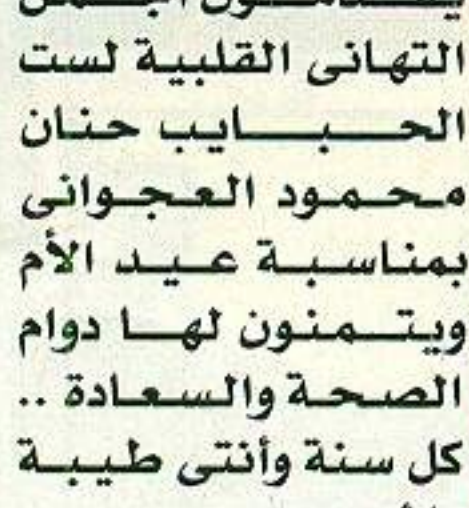 التهانى القلبية لست
الحبايب حنان
محمود العجوانى
بمناسبة عيد الأم
ويتمنون لها دوام
الصحة والسعادة ..
كل سنة وأنتى طيبة